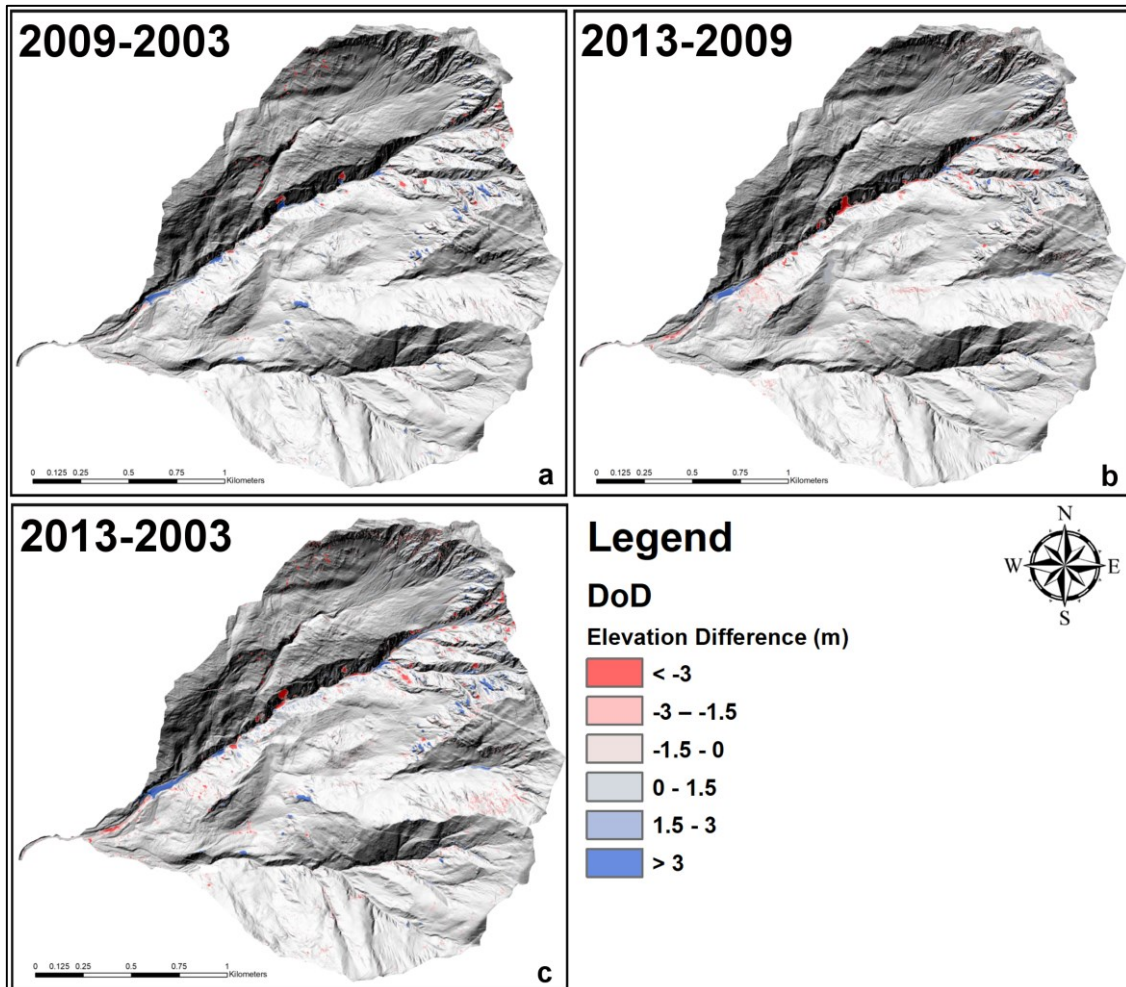 2009-2003
0 0.125 0.25 0.5 0.75 1
Kilometers
a
2013-2009
0 0.125 0.25 0.5 0.75 1
Kilometers
b
2013-2003
0 0.125 0.25 0.5 0.75 1
Kilometers
c
Legend
N
W E
S
DoD
Elevation Difference (m)
< -3
-3 – -1.5
-1.5 - 0
0 - 1.5
1.5 - 3
> 3